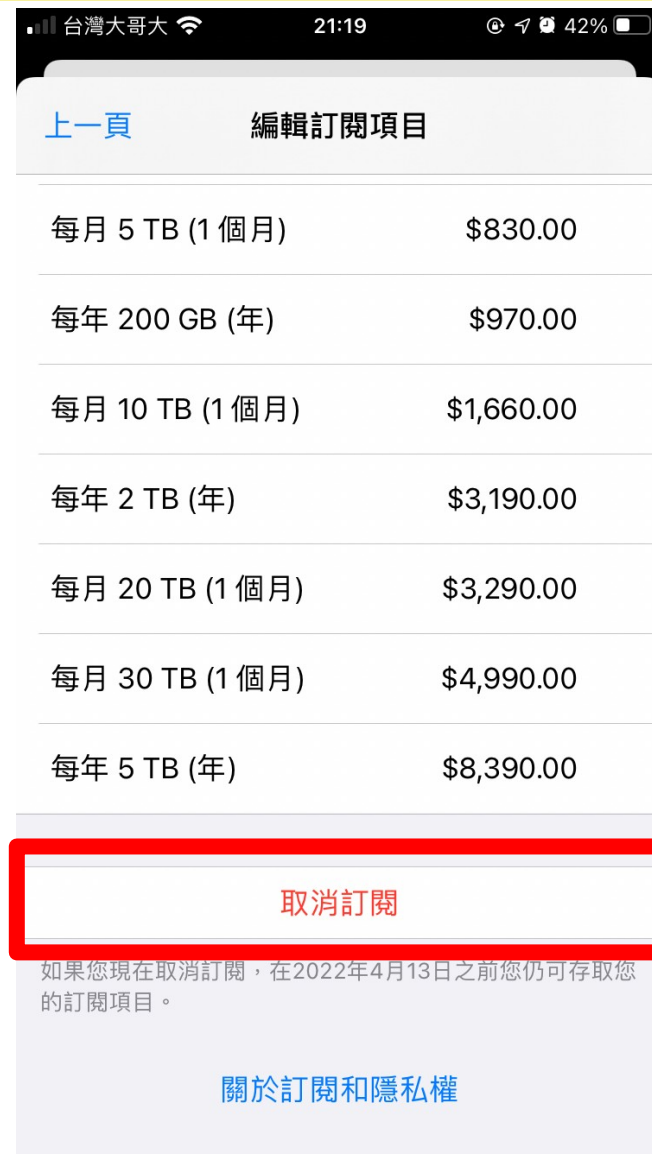 台灣大哥大 21:19 42%
上一頁 編輯訂閱項目
每月 5 TB (1 個月) $830.00
每年 200 GB (年) $970.00
每月 10 TB (1 個月) $1,660.00
每年 2 TB (年) $3,190.00
每月 20 TB (1 個月) $3,290.00
每月 30 TB (1 個月) $4,990.00
每年 5 TB (年) $8,390.00
取消訂閱
如果您現在取消訂閱，在2022年4月13日之前您仍可存取您
的訂閱項目。
關於訂閱和隱私權